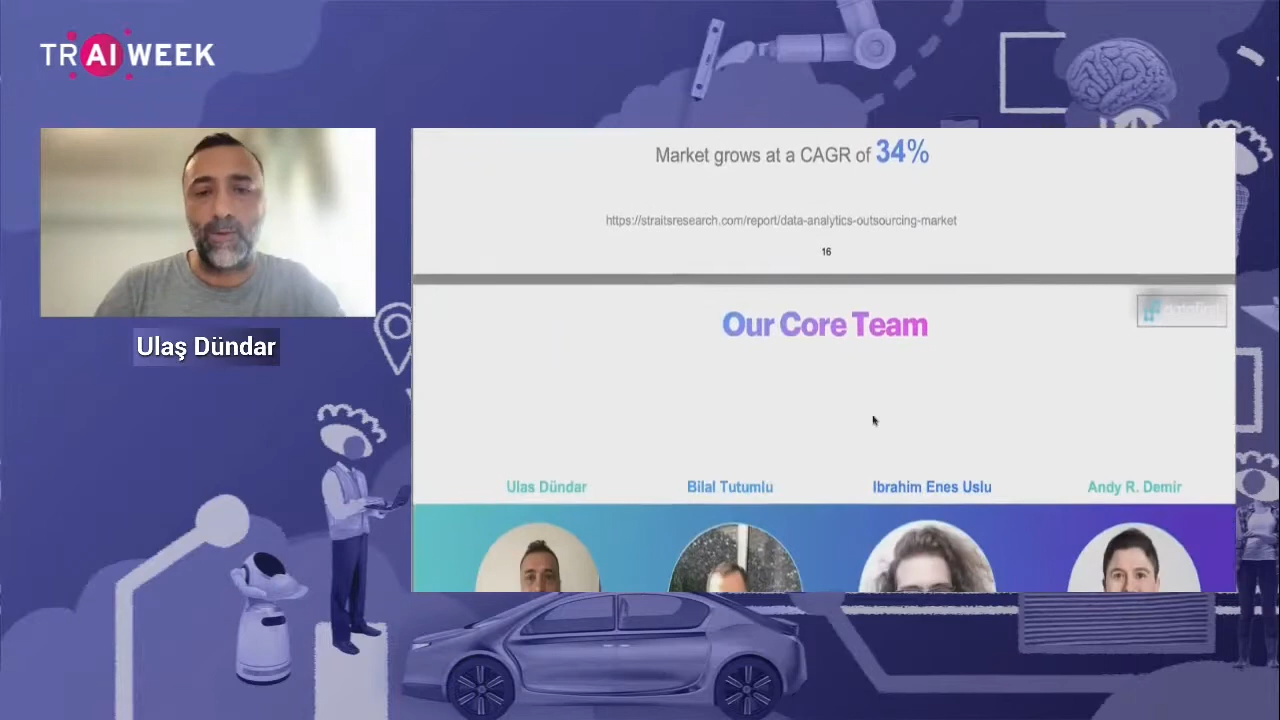 TRAIWEEK
Ulaş Dündar
Market grows at a CAGR of 34%
https://straitsresearch.com/report/data-analytics-outsourcing-market
16
Our Core Team
Ulas Dündar
Bilal Tutumlu
Ibrahim Enes Uslu
Andy R. Demir